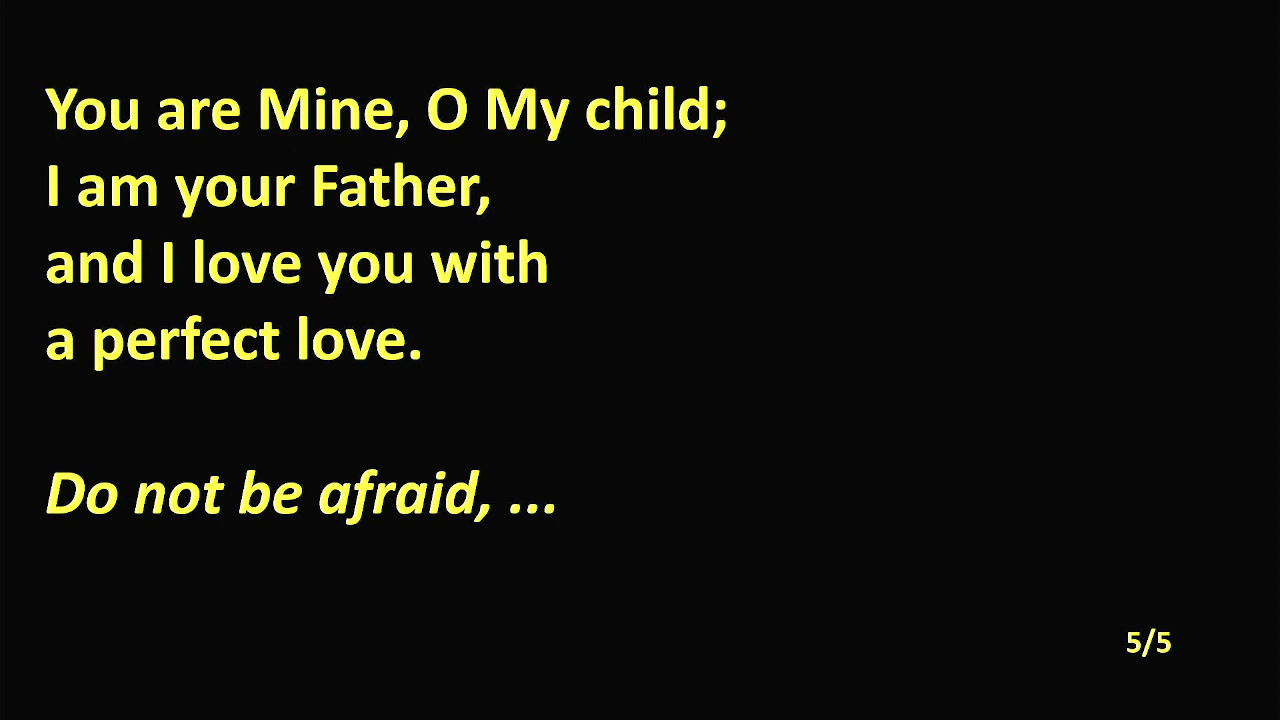 You are Mine, O My child;
I am your Father,
and I love you with
a perfect love.
Do not be afraid, ...
5/5